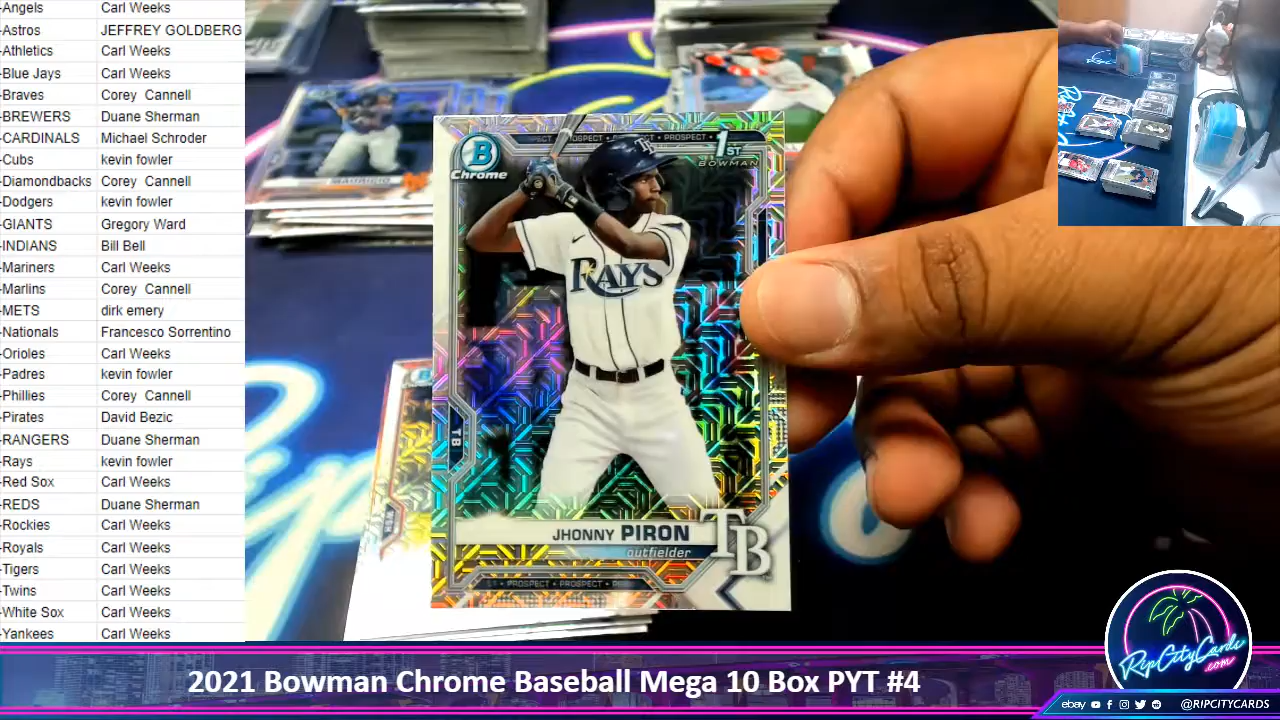 -Angels Carl Weeks
-Astros JEFFREY GOLDBERG
-Athletics Carl Weeks
-Blue Jays Carl Weeks
-Braves Corey Cannell
-BREWERS Duane Sherman
-CARDINALS Michael Schroder
-Cubs kevin fowler
-Diamondbacks Corey Cannell
-Dodgers kevin fowler
-GIANTS Gregory Ward
-INDIANS Bill Bell
-Mariners Carl Weeks
-Marlins Corey Cannell
-METS dirk emery
-Nationals Francesco Sorrentino
-Orioles Carl Weeks
-Padres kevin fowler
-Phillies Corey Cannell
-Pirates David Bezic
-RANGERS Duane Sherman
-Rays kevin fowler
-Red Sox Carl Weeks
-REDS Duane Sherman
-Rockies Carl Weeks
-Royals Carl Weeks
-Tigers Carl Weeks
-Twins Carl Weeks
-White Sox Carl Weeks
-Yankees Carl Weeks
MAURICIO
PROSPECT • PROSPECT
B
Chrome
1ST
BOWMAN
RAYS
TB
JHONNY PIRON
outfielder
TB
PROSPECT • PROSPECT
RipCityCards
.com
2021 Bowman Chrome Baseball Mega 10 Box PYT #4
ebay @RIPCITYCARDS